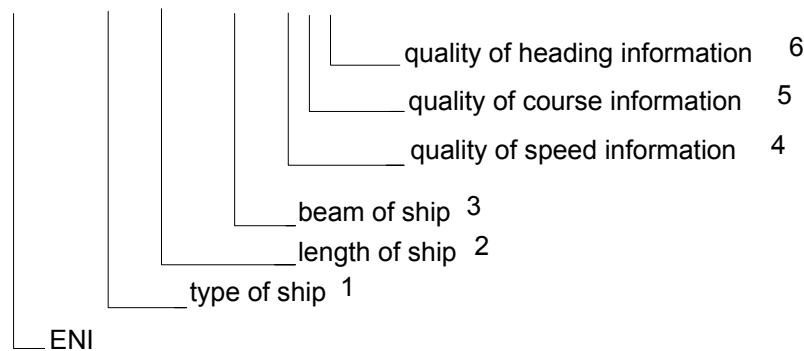 quality of heading information 6
quality of course information 5
quality of speed information 4
beam of ship 3
length of ship 2
type of ship 1
ENI